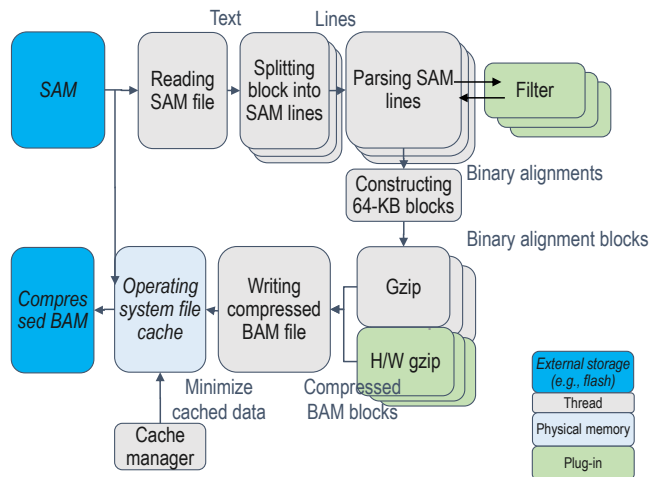 Text
Lines
SAM
Reading
SAM file
Splitting
block into
SAM lines
Parsing SAM
lines
Filter
Binary alignments
Constructing
64-KB blocks
Binary alignment blocks
Compres
sed BAM
Operating
system file
cache
Writing
compressed
BAM file
Gzip
H/W gzip
Minimize
cached data
Compressed
BAM blocks
Cache
manager
External storage
(e.g., flash)
Thread
Physical memory
Plug-in